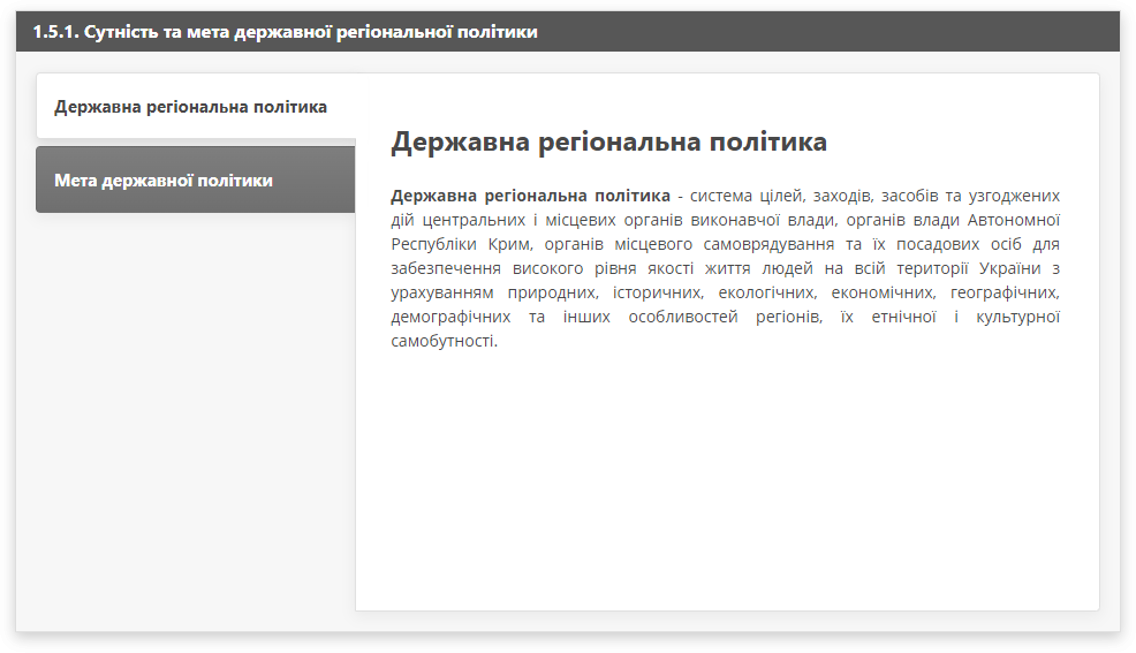 1.5.1. Сутність та мета державної регіональної політики
Державна регіональна політика
Мета державної політики
Державна регіональна політика
Державна регіональна політика - система цілей, заходів, засобів та узгоджених
дій центральних і місцевих органів виконавчої влади, органів влади Автономної
Республіки Крим, органів місцевого самоврядування та їх посадових осіб для
забезпечення високого рівня якості життя людей на всій території України з
урахуванням природних, історичних, екологічних, економічних, географічних,
демографічних та інших особливостей регіонів, їх етнічної і культурної
самобутності.